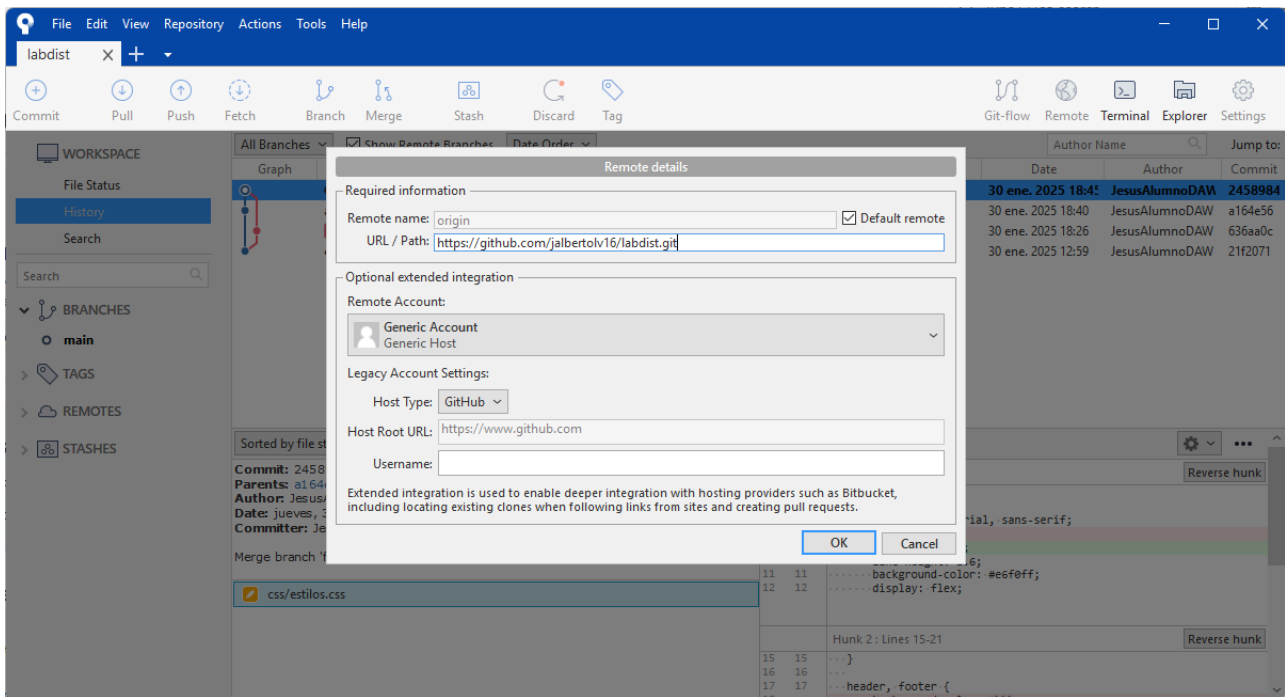 File Edit View Repository Actions Tools Help
labdist
Commit Pull Push Fetch Branch Merge Stash Discard Tag Git-flow Remote Terminal Explorer Settings
WORKSPACE
File Status
History
Search
Search
BRANCHES
main
TAGS
REMOTES
STASHES
All Branches Show Remote Branches Date Order Author Name Jump to:
Graph Date Author Commit
30 ene. 2025 18:45 JesusAlumnoDAW 2458984
30 ene. 2025 18:40 JesusAlumnoDAW a164e56
30 ene. 2025 18:26 JesusAlumnoDAW 636aa0c
30 ene. 2025 12:59 JesusAlumnoDAW 21f2071
Remote details
Required information
Remote name: origin Default remote
URL / Path: https://github.com/jalbertolv16/labdist.git
Optional extended integration
Remote Account:
Generic Account
Generic Host
Legacy Account Settings:
Host Type: GitHub
Host Root URL: https://www.github.com
Username:
Extended integration is used to enable deeper integration with hosting providers such as Bitbucket,
including locating existing clones when following links from sites and creating pull requests.
OK Cancel
Sorted by file st
Commit: 2458
Parents: a164
Author: Jesus
Date: jueves, 3
Committer: Je
Merge branch 'f
css/estilos.css
Reverse hunk
rial, sans-serif;
11 11 background-color: #e6f0ff;
12 12 display: flex;
Hunk 2 : Lines 15-21 Reverse hunk
15 15 }
16 16
17 17 header, footer {